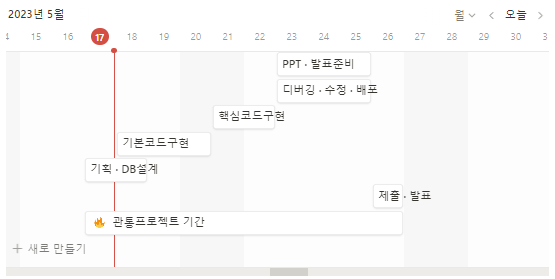 2023년 5월 월 오늘
4 15 16 17 18 19 20 21 22 23 24 25 26 27 28 29 30 3
PPT · 발표준비
디버깅 · 수정 · 배포
핵심코드구현
기본코드구현
기획 · DB설계
제출 · 발표
🔥 관통프로젝트 기간
+ 새로 만들기